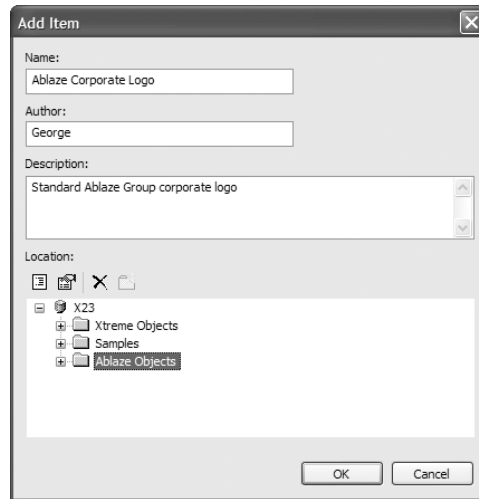 Add Item
Name:
Ablaze Corporate Logo
Author:
George
Description:
Standard Ablaze Group corporate logo
Location:
X23
Xtreme Objects
Samples
Ablaze Objects
OK Cancel